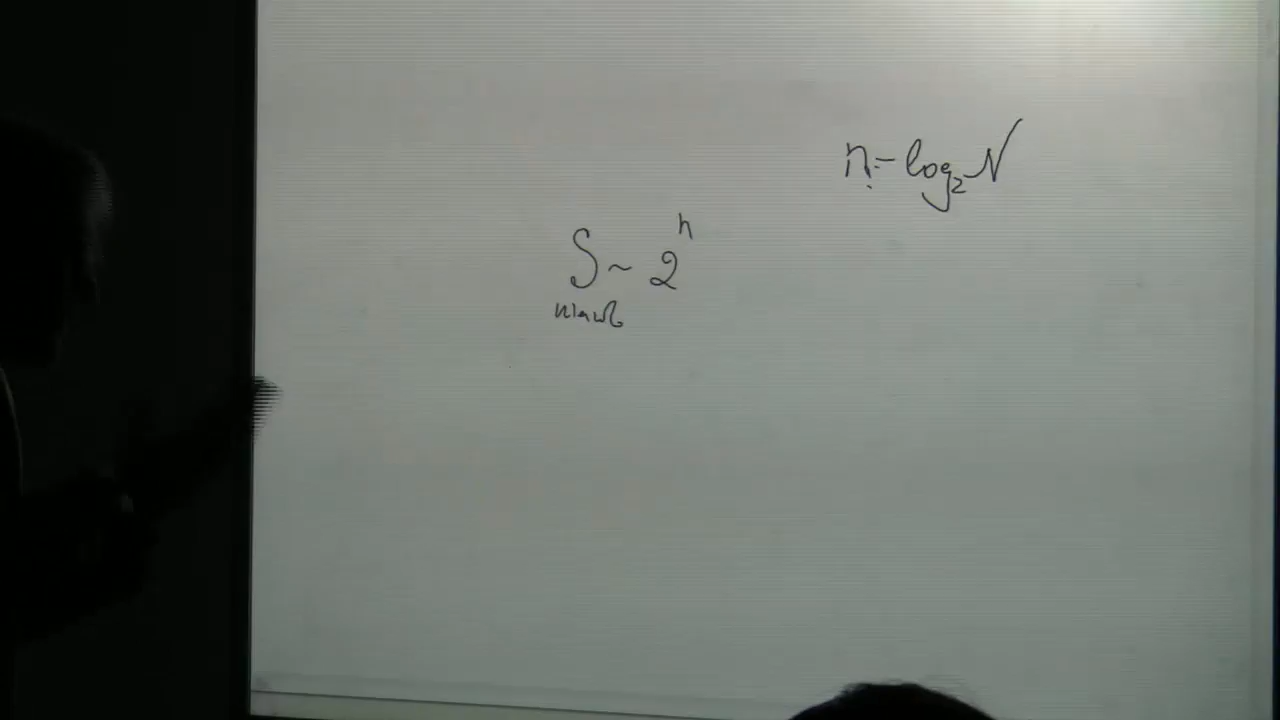 n = log₂ N
S ~ 2ⁿ